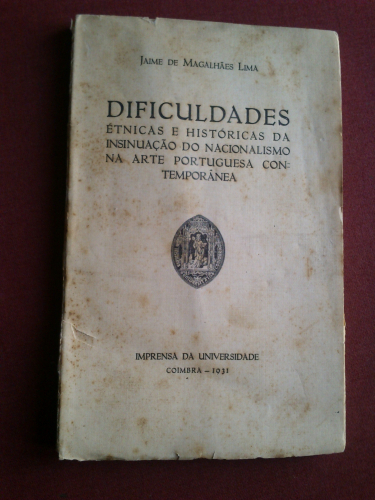 Jaime de Magalhães Lima
DIFICULDADES
ÉTNICAS E HISTÓRICAS DA
INSINUAÇÃO DO NACIONALISMO
NA ARTE PORTUGUESA CON-
TEMPORÂNEA
IMPRENSA DA UNIVERSIDADE
COIMBRA – 1931